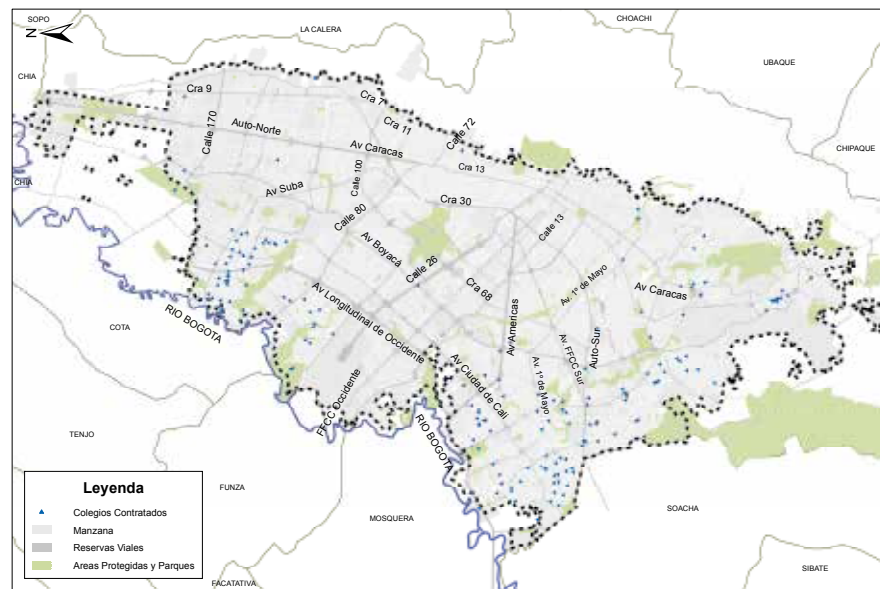 SOPO
CHOACHI
LA CALERA
N
UBAQUE
CHIA
Cra 9
Cra 7
Calle 170
Cra 11
Auto-Norte
Calle 72
Av Caracas
CHIPAQUE
Calle 100
Cra 13
CHIA
Av Suba
Cra 30
Calle 80
Calle 13
Av Boyacá
Calle 26
Cra 68
Av. 1º de Mayo
Av Caracas
Av Longitudinal de Occidente
RIO BOGOTA
COTA
Av Americas
Auto-Sur
Av. FFCC Sur
Av Ciudad de Cali
Av. 1º de Mayo
FFCC Occidente
RIO BOGOTA
TENJO
FUNZA
MOSQUERA
SOACHA
SIBATE
FACATATIVA
Leyenda
Colegios Contratados
Manzana
Reservas Viales
Areas Protegidas y Parques